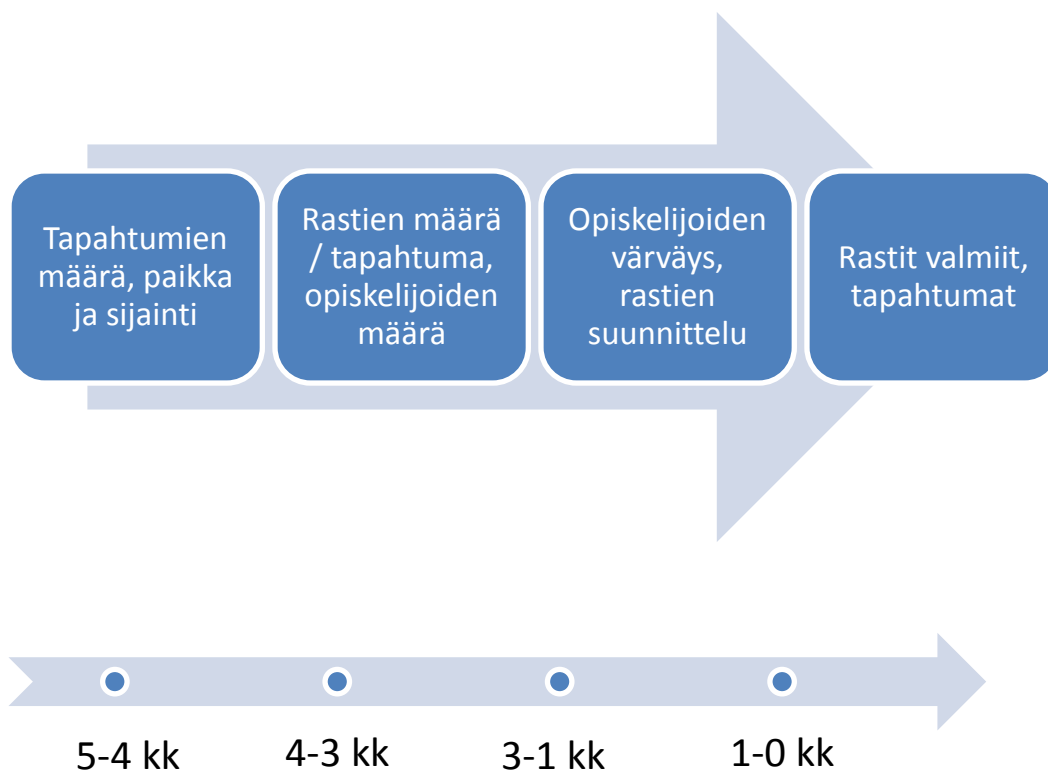 Tapahtumien
määrä, paikka
ja sijainti
Rastien määrä
/ tapahtuma,
opiskelijoiden
määrä
Opiskelijoiden
värväys,
rastien
suunnittelu
Rastit valmiit,
tapahtumat
5-4 kk
4-3 kk
3-1 kk
1-0 kk